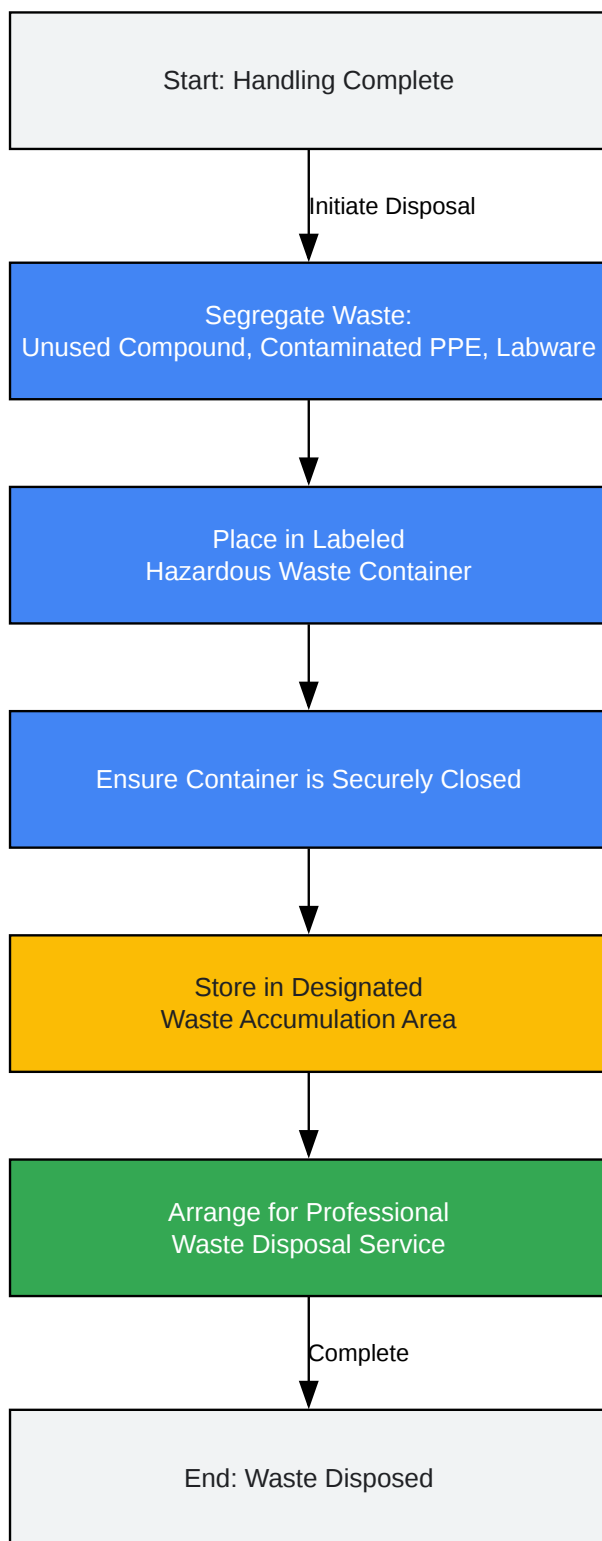 Start: Handling Complete
Initiate Disposal
Segregate Waste:
Unused Compound, Contaminated PPE, Labware
Place in Labeled
Hazardous Waste Container
Ensure Container is Securely Closed
Store in Designated
Waste Accumulation Area
Arrange for Professional
Waste Disposal Service
Complete
End: Waste Disposed